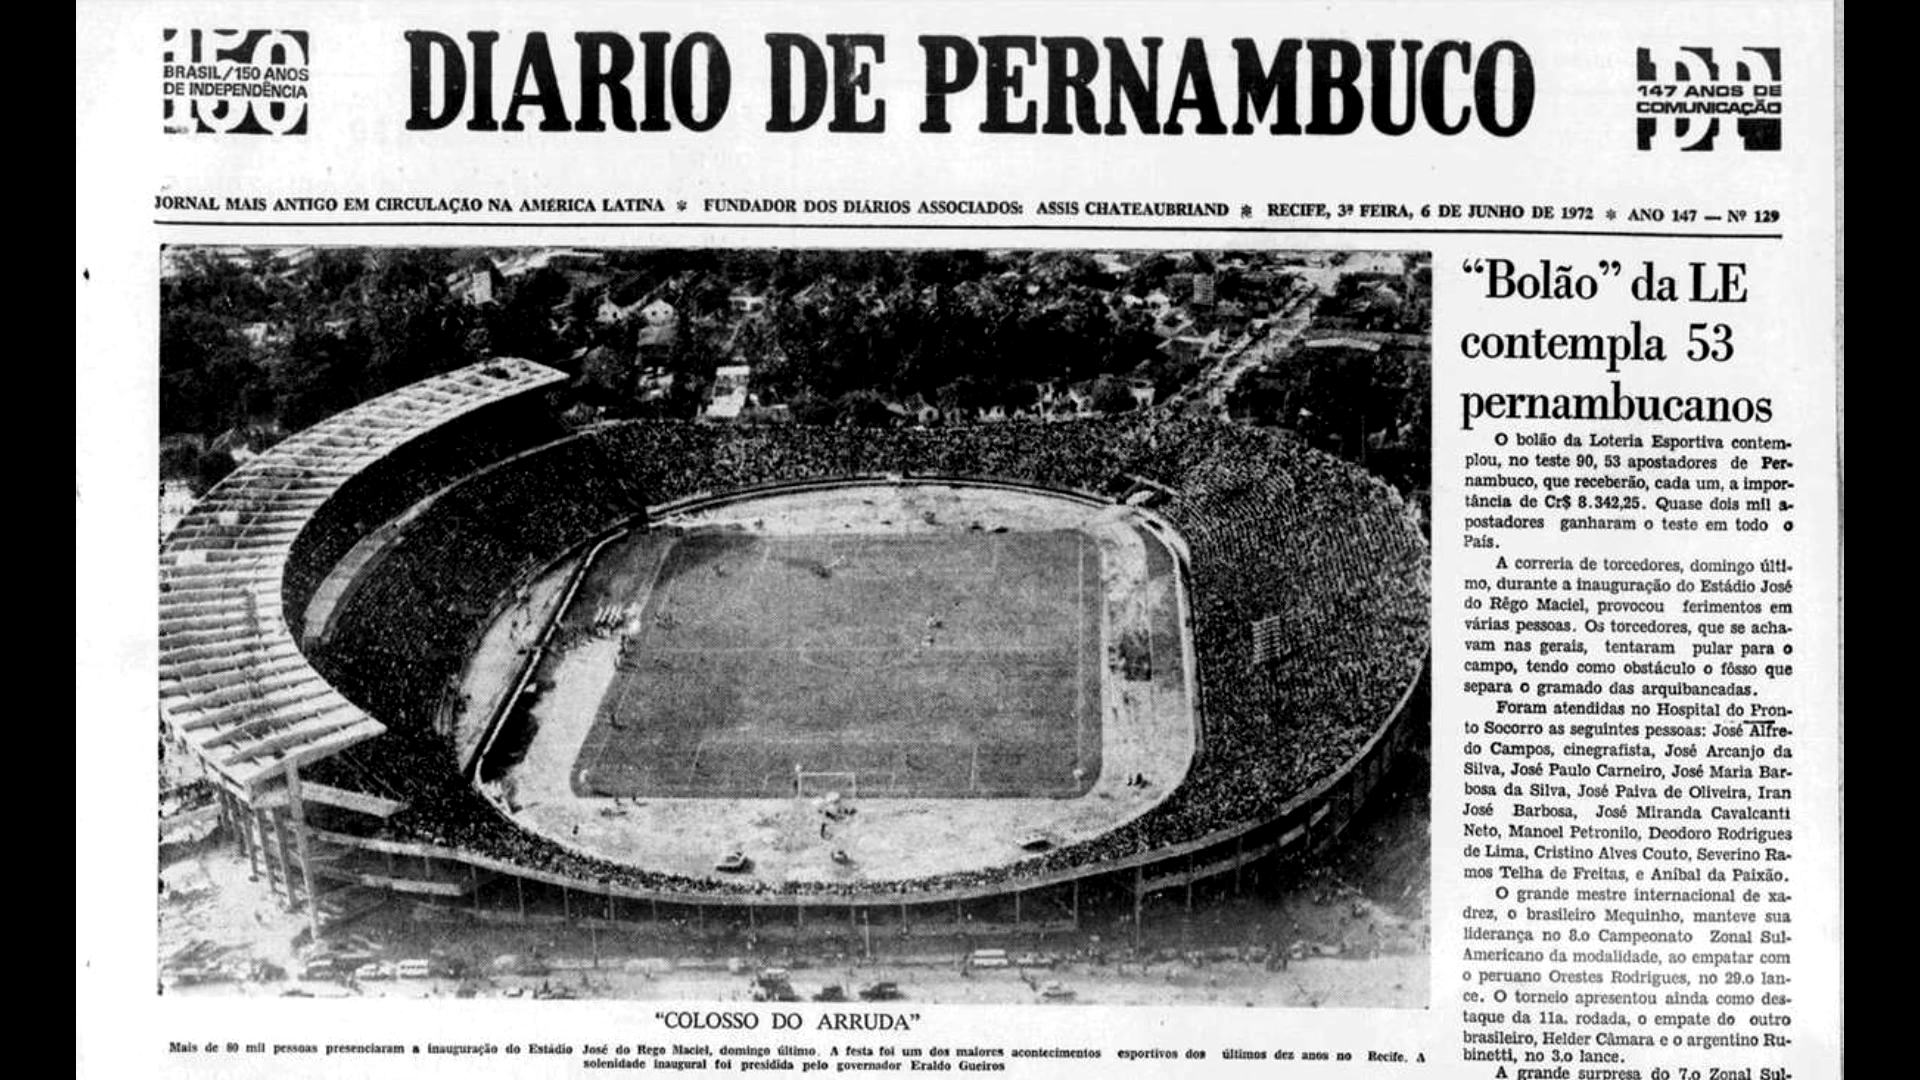 150
BRASIL/150 ANOS
DE INDEPENDÊNCIA
DIARIO DE PERNAMBUCO
DP
147 ANOS DE
COMUNICAÇÃO
JORNAL MAIS ANTIGO EM CIRCULAÇÃO NA AMÉRICA LATINA * FUNDADOR DOS DIÁRIOS ASSOCIADOS: ASSIS CHATEAUBRIAND * RECIFE, 3ª FEIRA, 6 DE JUNHO DE 1972 * ANO 147 — Nº 129
"COLOSSO DO ARRUDA"
Mais de 80 mil pessoas presenciaram a inauguração do Estádio José do Rego Maciel, domingo último. A festa foi um dos maiores acontecimentos esportivos dos últimos dez anos no Recife. A
solenidade inaugural foi presidida pelo governador Eraldo Gueiros
"Bolão" da LE
contempla 53
pernambucanos
O bolão da Loteria Esportiva contem-
plou, no teste 90, 53 apostadores de Per-
nambuco, que receberão, cada um, a impor-
tância de Cr$ 8.342,25. Quase dois mil a-
postadores ganharam o teste em todo o
País.
A correria de torcedores, domingo últi-
mo, durante a inauguração do Estádio José
do Rêgo Maciel, provocou ferimentos em
várias pessoas. Os torcedores, que se acha-
vam nas gerais, tentaram pular para o
campo, tendo como obstáculo o fôsso que
separa o gramado das arquibancadas.
Foram atendidas no Hospital do Pron-
to Socorro as seguintes pessoas: José Alfre-
do Campos, cinegrafista, José Arcanjo da
Silva, José Paulo Carneiro, José Maria Bar-
bosa da Silva, José Paiva de Oliveira, Iran
José Barbosa, José Miranda Cavalcanti
Neto, Manoel Petronilo, Deodoro Rodrigues
de Lima, Cristino Alves Couto, Severino Ra-
mos Telha de Freitas, e Aníbal da Paixão.
O grande mestre internacional de xa-
drez, o brasileiro Mequinho, manteve sua
liderança no 8.o Campeonato Zonal Sul-
Americano da modalidade, ao empatar com
o peruano Orestes Rodrigues, no 29.o lan-
ce. O torneio apresentou ainda como des-
taque da 11a. rodada, o empate do outro
brasileiro, Helder Câmara e o argentino Ru-
binetti, no 3.o lance.
A grande surpresa do 7.o Zonal Sul-